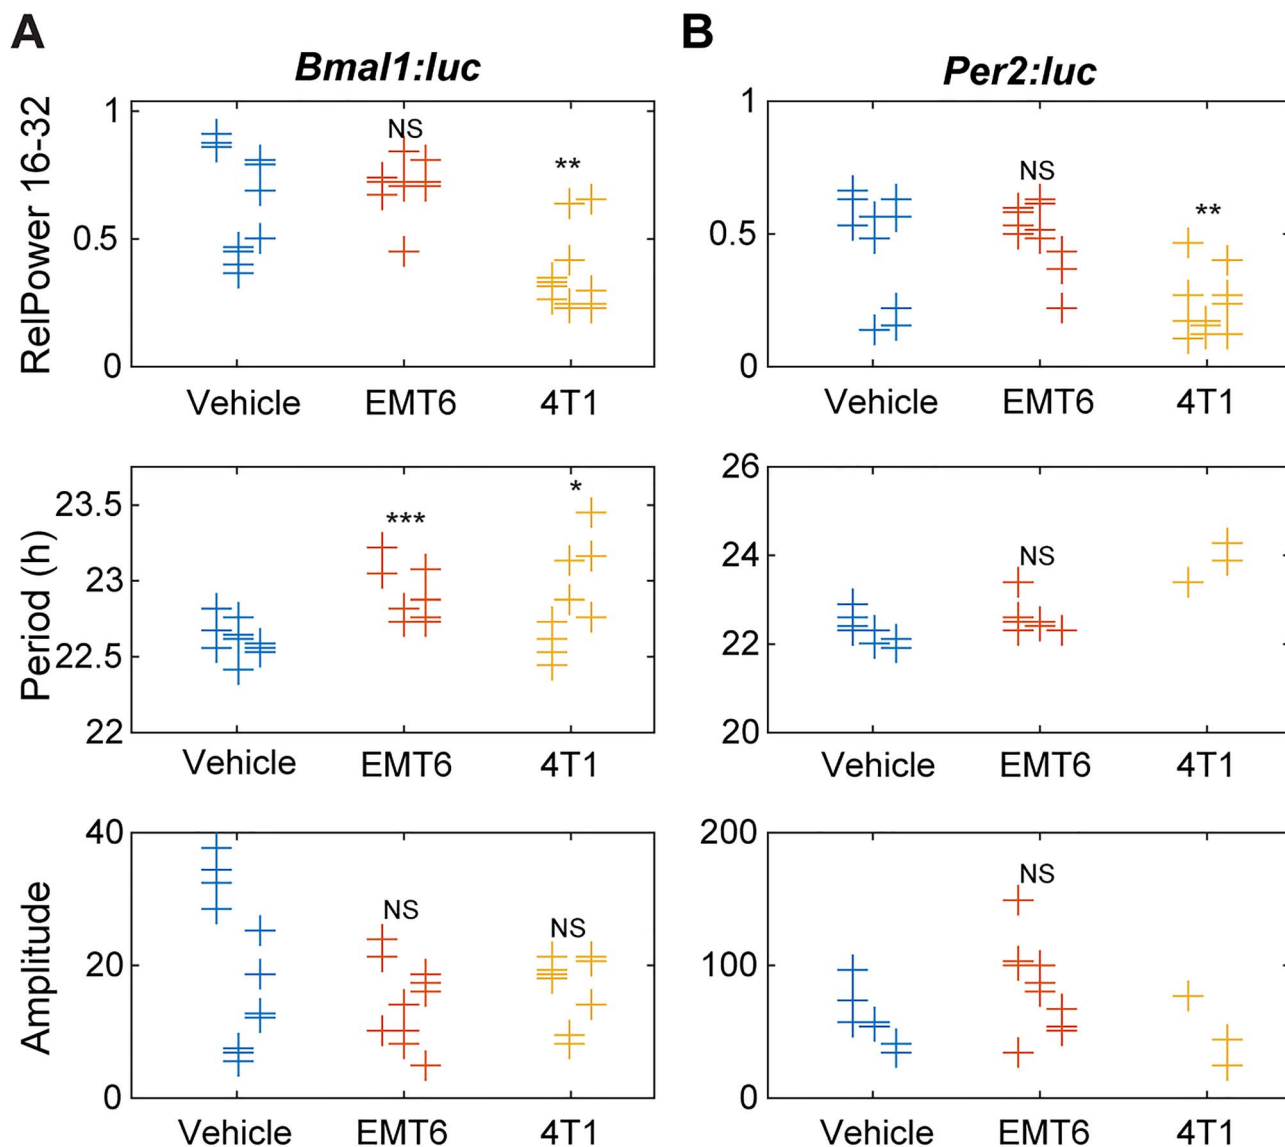 A
B
Bmal1:luc
Per2:luc
RelPower 16-32
1
0.5
0
NS
**
Vehicle
EMT6
4T1
1
0.5
0
NS
**
Vehicle
EMT6
4T1
Period (h)
23.5
23
22.5
22
***
*
Vehicle
EMT6
4T1
26
24
22
20
NS
Vehicle
EMT6
4T1
Amplitude
40
20
0
NS
NS
Vehicle
EMT6
4T1
200
100
0
NS
Vehicle
EMT6
4T1